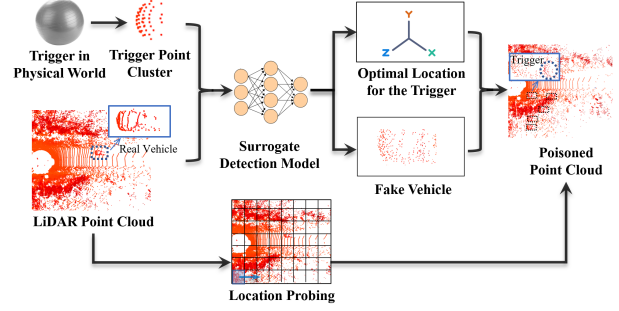 Trigger in
Physical World
Trigger Point
Cluster
Real Vehicle
LiDAR Point Cloud
Surrogate
Detection Model
Y
Z
X
Optimal Location
for the Trigger
Fake Vehicle
Trigger
Poisoned
Point Cloud
Location Probing